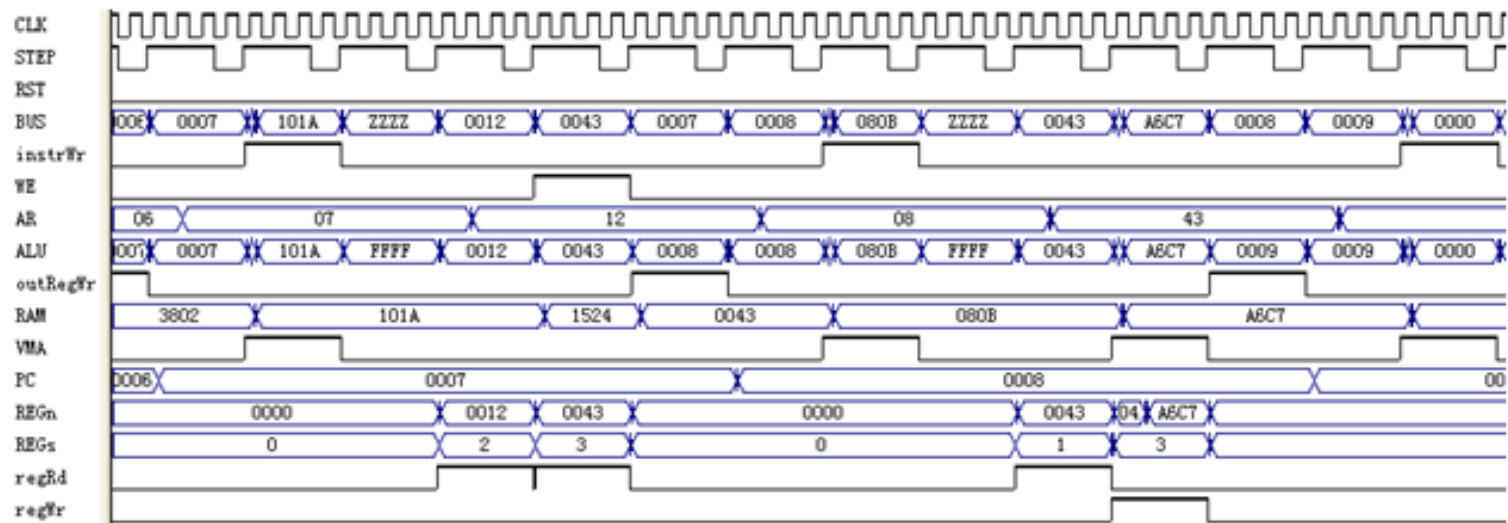 CLK
STEP
RST
BUS 0006 0007 101A ZZZZ 0012 0043 0007 0008 080B ZZZZ 0043 A6C7 0008 0009 0000
instrWr
WE
AR 06 07 12 08 43
ALU 0007 0007 101A FFFF 0012 0043 0008 0008 080B FFFF 0043 A6C7 0009 0009 0000
outRegWr
RAM 3802 101A 1524 0043 080B A6C7
VMA
PC 0006 0007 0008 00
REGn 0000 0012 0043 0000 0043 04 A6C7
REGs 0 2 3 0 1 3
regRd
regWr